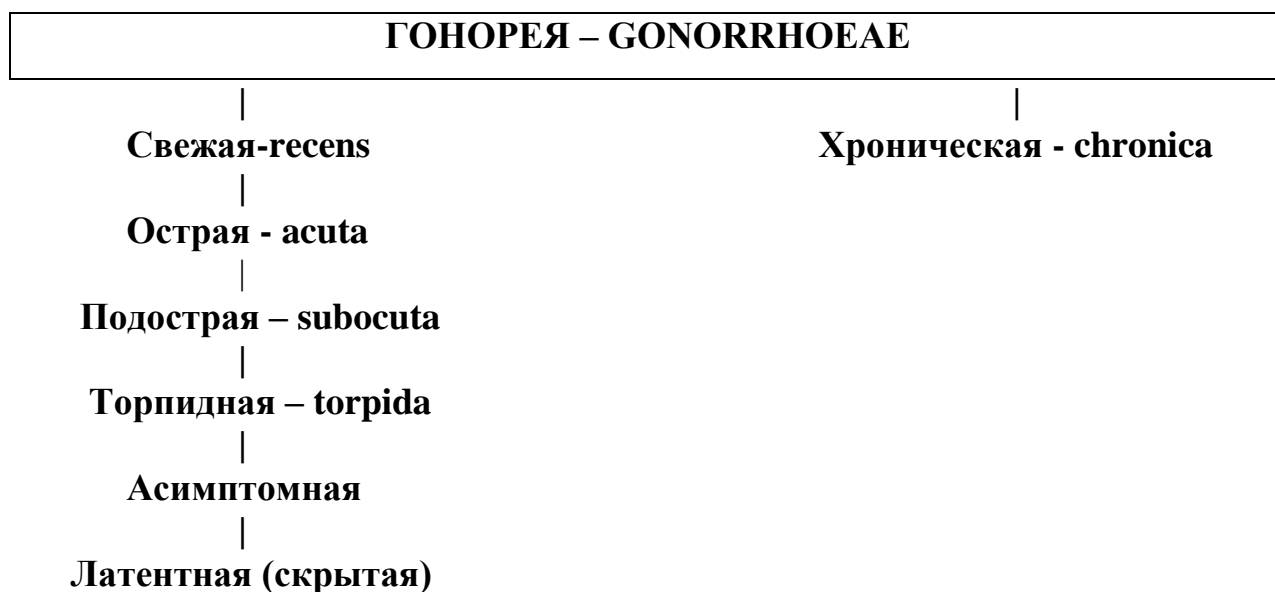 ГОНОРЕЯ – GONORRHOEAE
Свежая-recens Хроническая - chronica
Острая - acuta
Подострая – subocuta
Торпидная – torpida
Асимптомная
Латентная (скрытая)